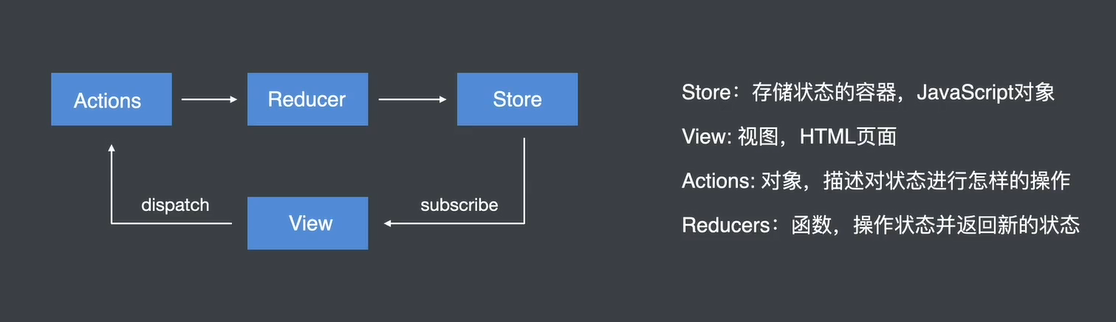 Actions
Reducer
Store
dispatch
View
subscribe
Store：存储状态的容器，JavaScript对象
View: 视图，HTML页面
Actions: 对象，描述对状态进行怎样的操作
Reducers：函数，操作状态并返回新的状态